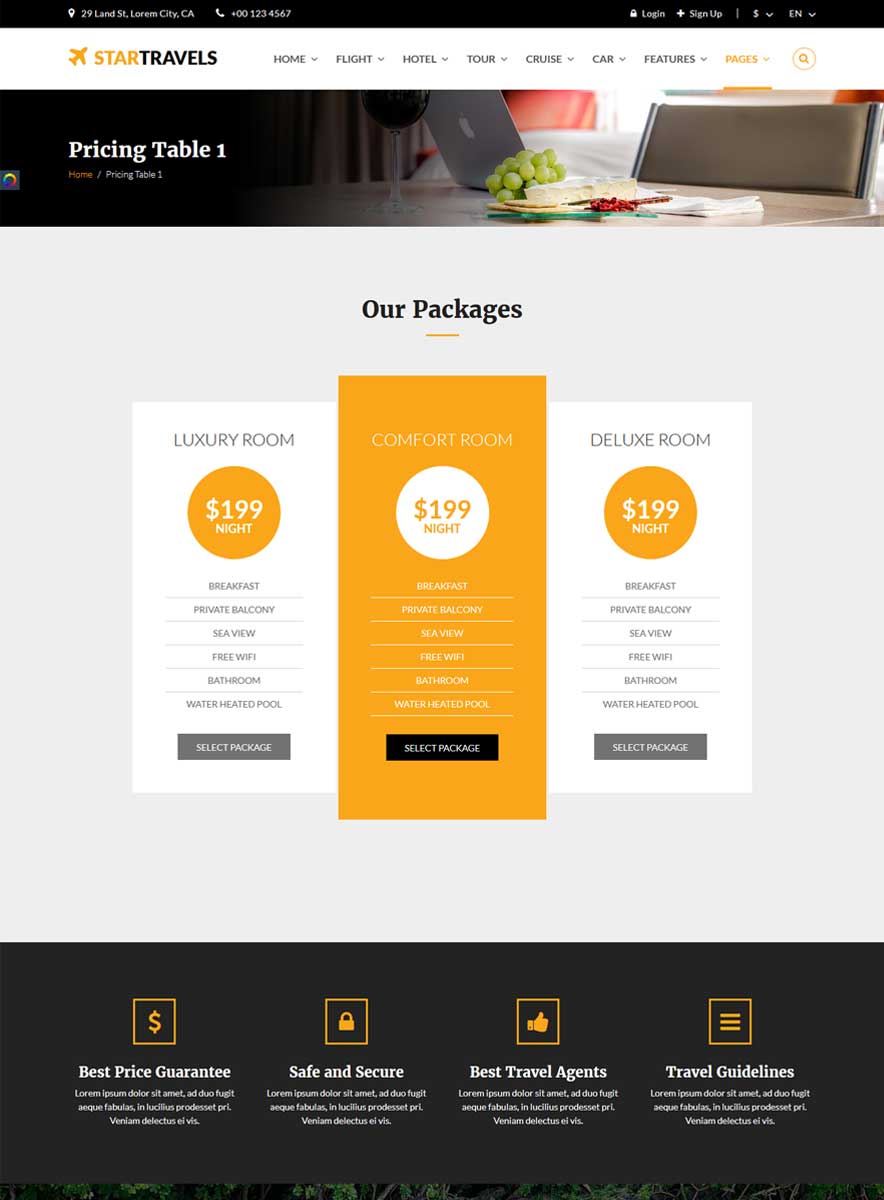 29 Land St, Lorem City, CA +00 123 4567 Login Sign Up | $ EN
STARTRAVELS HOME FLIGHT HOTEL TOUR CRUISE CAR FEATURES PAGES
Pricing Table 1
Home / Pricing Table 1
Our Packages
LUXURY ROOM
$199
NIGHT
BREAKFAST
PRIVATE BALCONY
SEA VIEW
FREE WIFI
BATHROOM
WATER HEATED POOL
SELECT PACKAGE
COMFORT ROOM
$199
NIGHT
BREAKFAST
PRIVATE BALCONY
SEA VIEW
FREE WIFI
BATHROOM
WATER HEATED POOL
SELECT PACKAGE
DELUXE ROOM
$199
NIGHT
BREAKFAST
PRIVATE BALCONY
SEA VIEW
FREE WIFI
BATHROOM
WATER HEATED POOL
SELECT PACKAGE
$
Best Price Guarantee
Lorem ipsum dolor sit amet, ad duo fugit
aeque fabulas, in lucilius prodesset pri.
Veniam delectus ei vis.
Safe and Secure
Lorem ipsum dolor sit amet, ad duo fugit
aeque fabulas, in lucilius prodesset pri.
Veniam delectus ei vis.
Best Travel Agents
Lorem ipsum dolor sit amet, ad duo fugit
aeque fabulas, in lucilius prodesset pri.
Veniam delectus ei vis.
Travel Guidelines
Lorem ipsum dolor sit amet, ad duo fugit
aeque fabulas, in lucilius prodesset pri.
Veniam delectus ei vis.